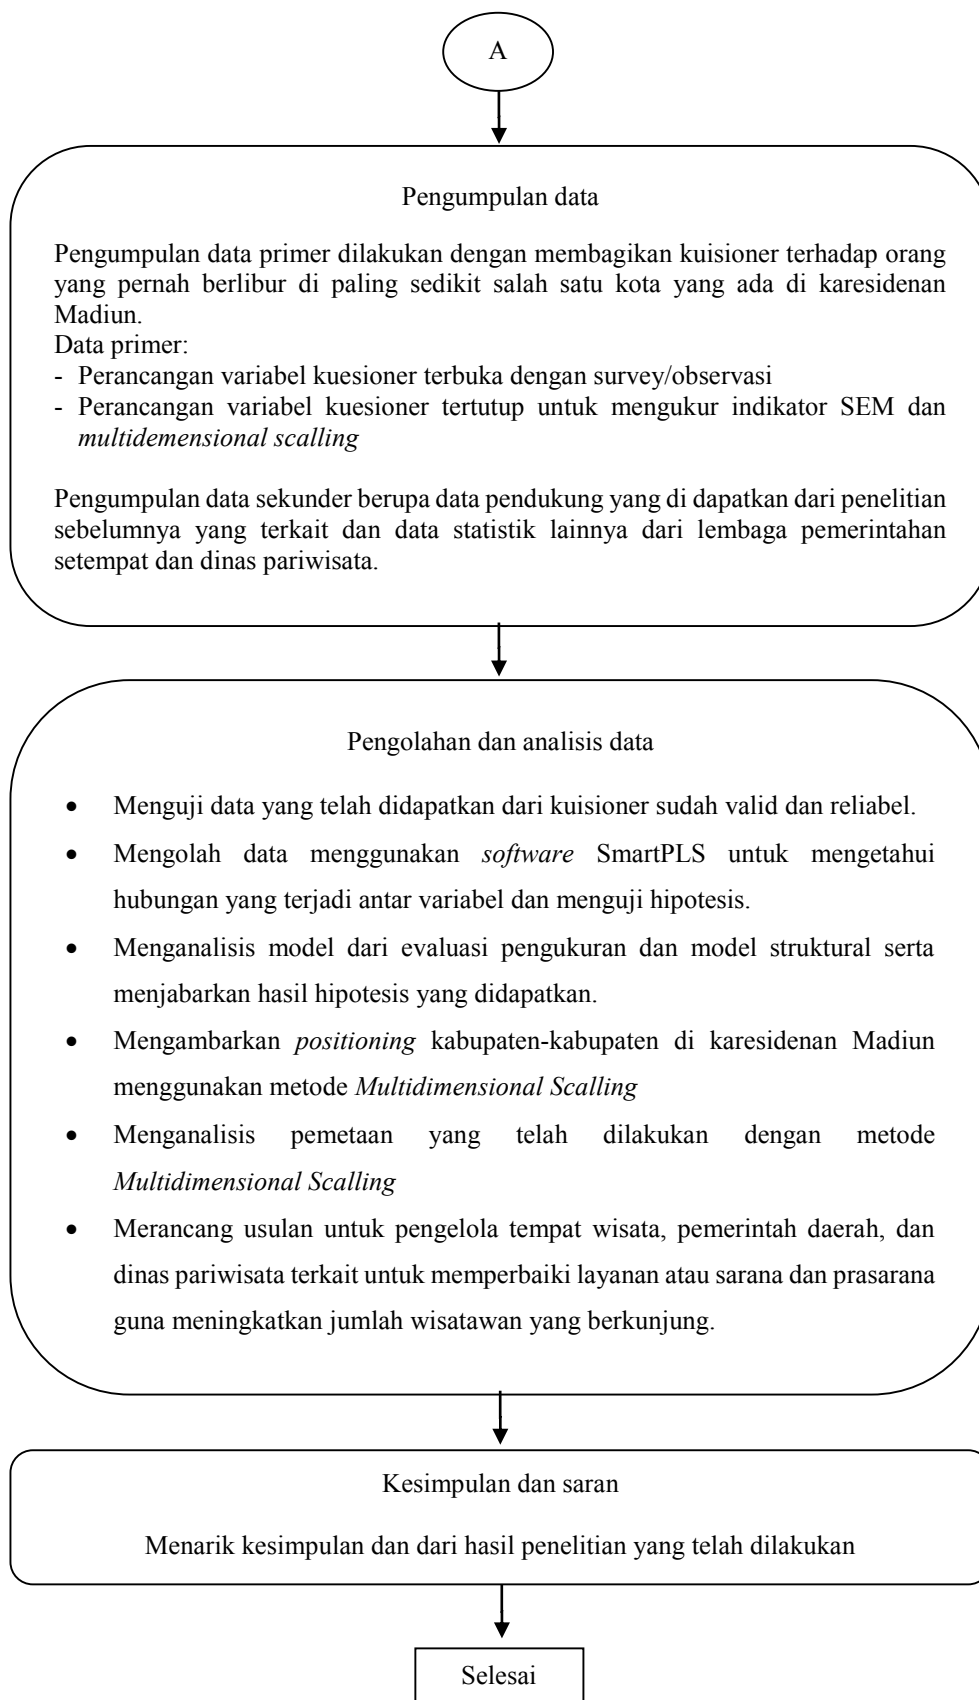 A
Pengumpulan data
Pengumpulan data primer dilakukan dengan membagikan kuisioner terhadap orang
yang pernah berlibur di paling sedikit salah satu kota yang ada di karesidenan
Madiun.
Data primer:
- Perancangan variabel kuesioner terbuka dengan survey/observasi
- Perancangan variabel kuesioner tertutup untuk mengukur indikator SEM dan
multidemensional scalling
Pengumpulan data sekunder berupa data pendukung yang di dapatkan dari penelitian
sebelumnya yang terkait dan data statistik lainnya dari lembaga pemerintahan
setempat dan dinas pariwisata.
Pengolahan dan analisis data
• Menguji data yang telah didapatkan dari kuisioner sudah valid dan reliabel.
• Mengolah data menggunakan software SmartPLS untuk mengetahui
hubungan yang terjadi antar variabel dan menguji hipotesis.
• Menganalisis model dari evaluasi pengukuran dan model struktural serta
menjabarkan hasil hipotesis yang didapatkan.
• Mengambarkan positioning kabupaten-kabupaten di karesidenan Madiun
menggunakan metode Multidimensional Scalling
• Menganalisis pemetaan yang telah dilakukan dengan metode
Multidimensional Scalling
• Merancang usulan untuk pengelola tempat wisata, pemerintah daerah, dan
dinas pariwisata terkait untuk memperbaiki layanan atau sarana dan prasarana
guna meningkatkan jumlah wisatawan yang berkunjung.
Kesimpulan dan saran
Menarik kesimpulan dan dari hasil penelitian yang telah dilakukan
Selesai